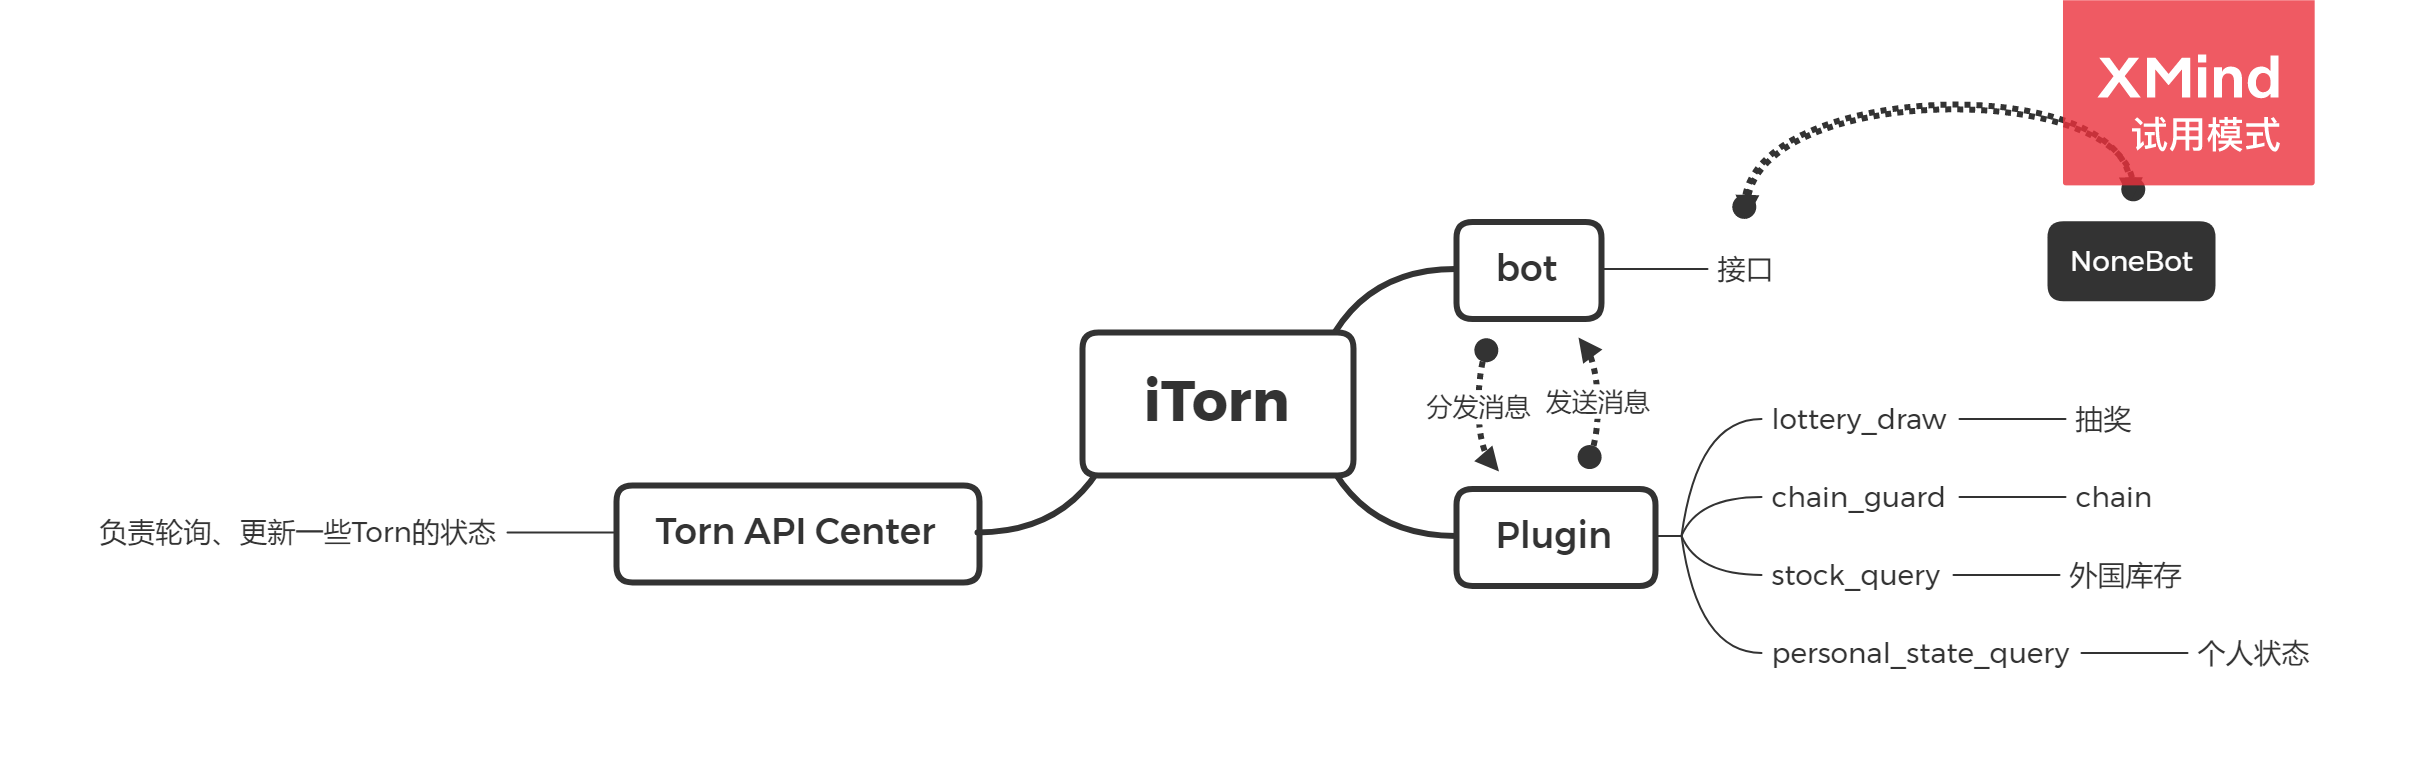 XMind
试用模式
NoneBot
bot
接口
iTorn
分发消息
发送消息
lottery_draw
抽奖
chain_guard
chain
Plugin
stock_query
外国库存
personal_state_query
个人状态
Torn API Center
负责轮询、更新一些Torn的状态